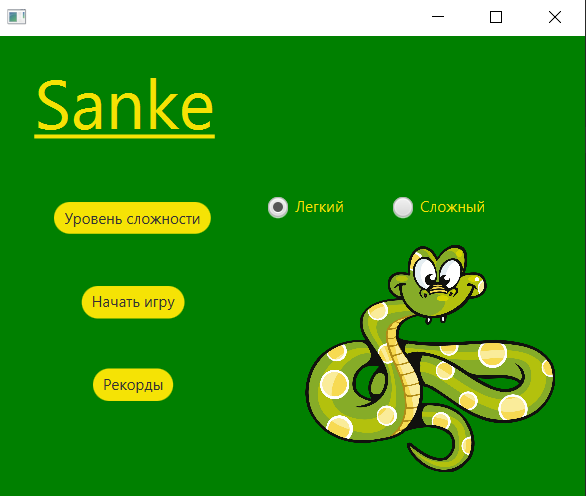 Sanke
Уровень сложности
Легкий
Сложный
Начать игру
Рекорды